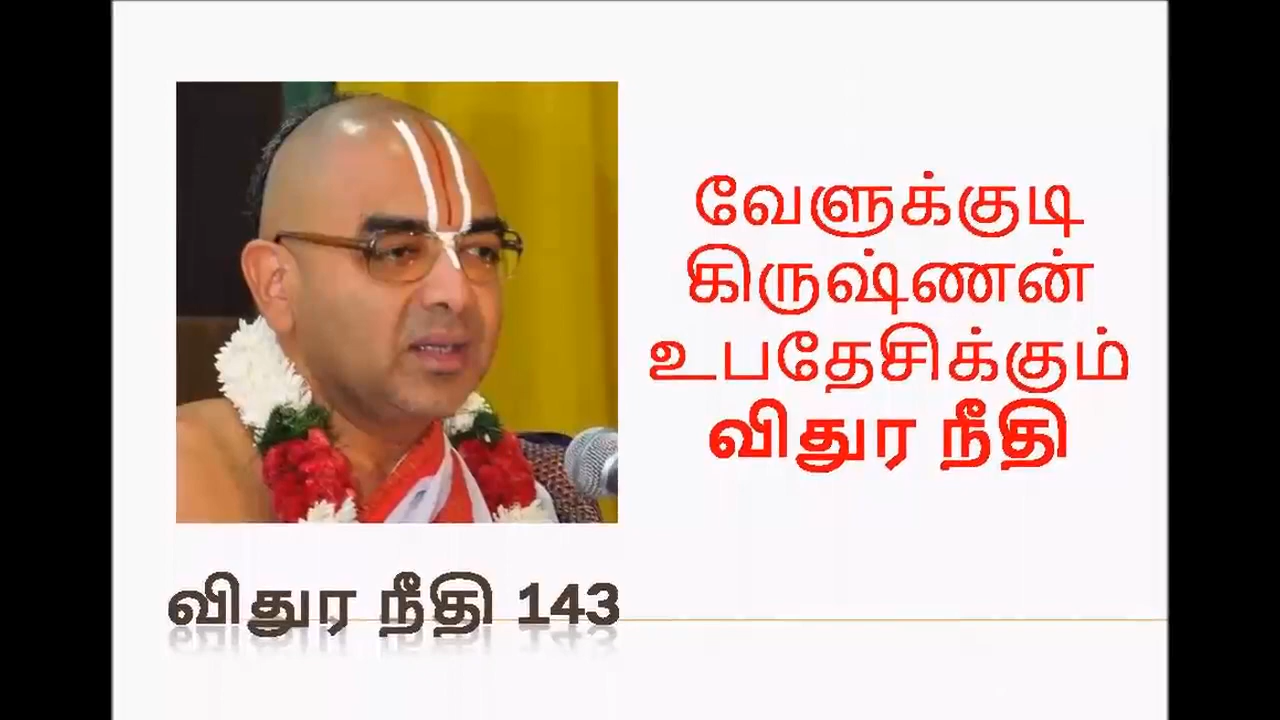 வேளுக்குடி
கிருஷ்ணன்
உபதேசிக்கும்
விதுர நீதி
விதுர நீதி 143